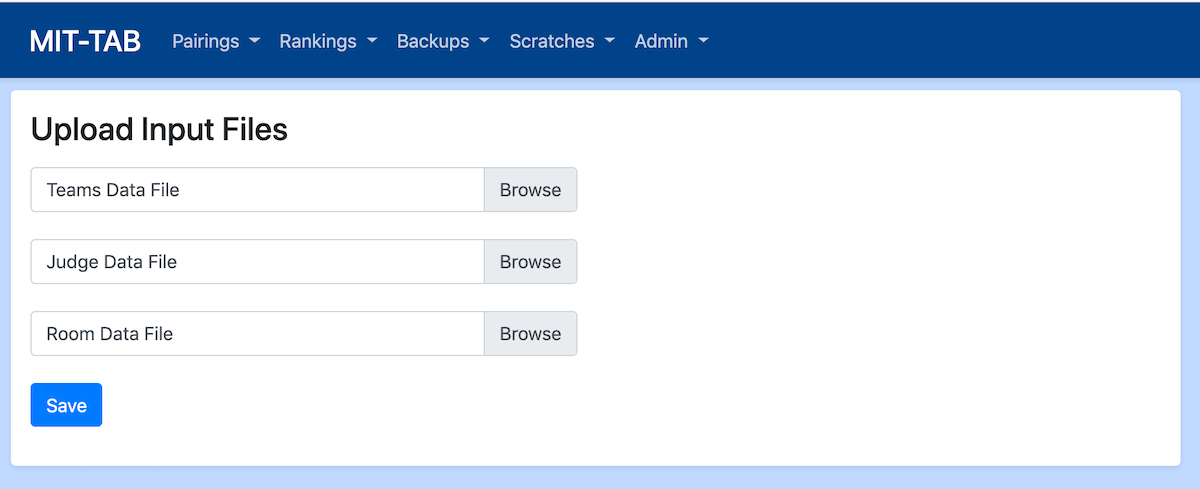 MIT-TAB Pairings Rankings Backups Scratches Admin
Upload Input Files
Teams Data File Browse
Judge Data File Browse
Room Data File Browse
Save